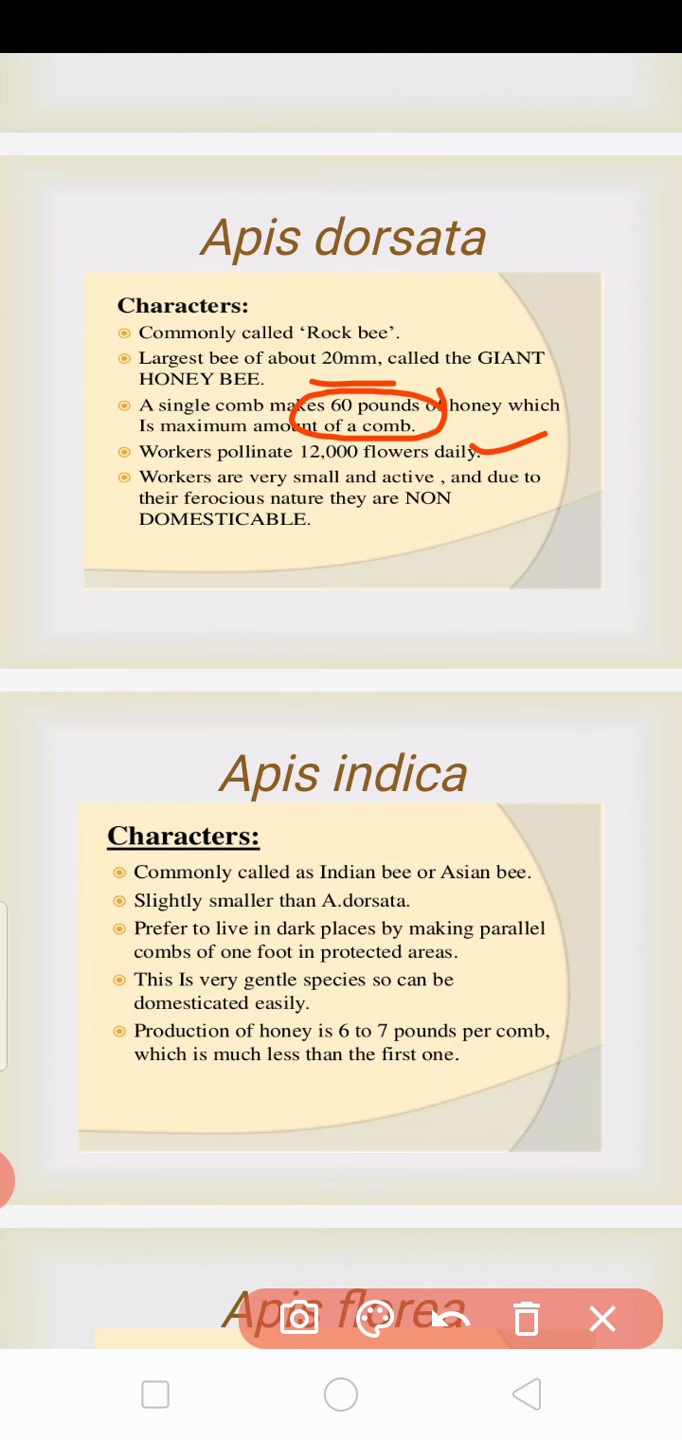 Apis dorsata
Characters:
Commonly called ‘Rock bee’.
Largest bee of about 20mm, called the GIANT
HONEY BEE.
A single comb makes 60 pounds of honey which
Is maximum amount of a comb.
Workers pollinate 12,000 flowers daily.
Workers are very small and active , and due to
their ferocious nature they are NON
DOMESTICABLE.
Apis indica
Characters:
Commonly called as Indian bee or Asian bee.
Slightly smaller than A.dorsata.
Prefer to live in dark places by making parallel
combs of one foot in protected areas.
This Is very gentle species so can be
domesticated easily.
Production of honey is 6 to 7 pounds per comb,
which is much less than the first one.
Apis florea